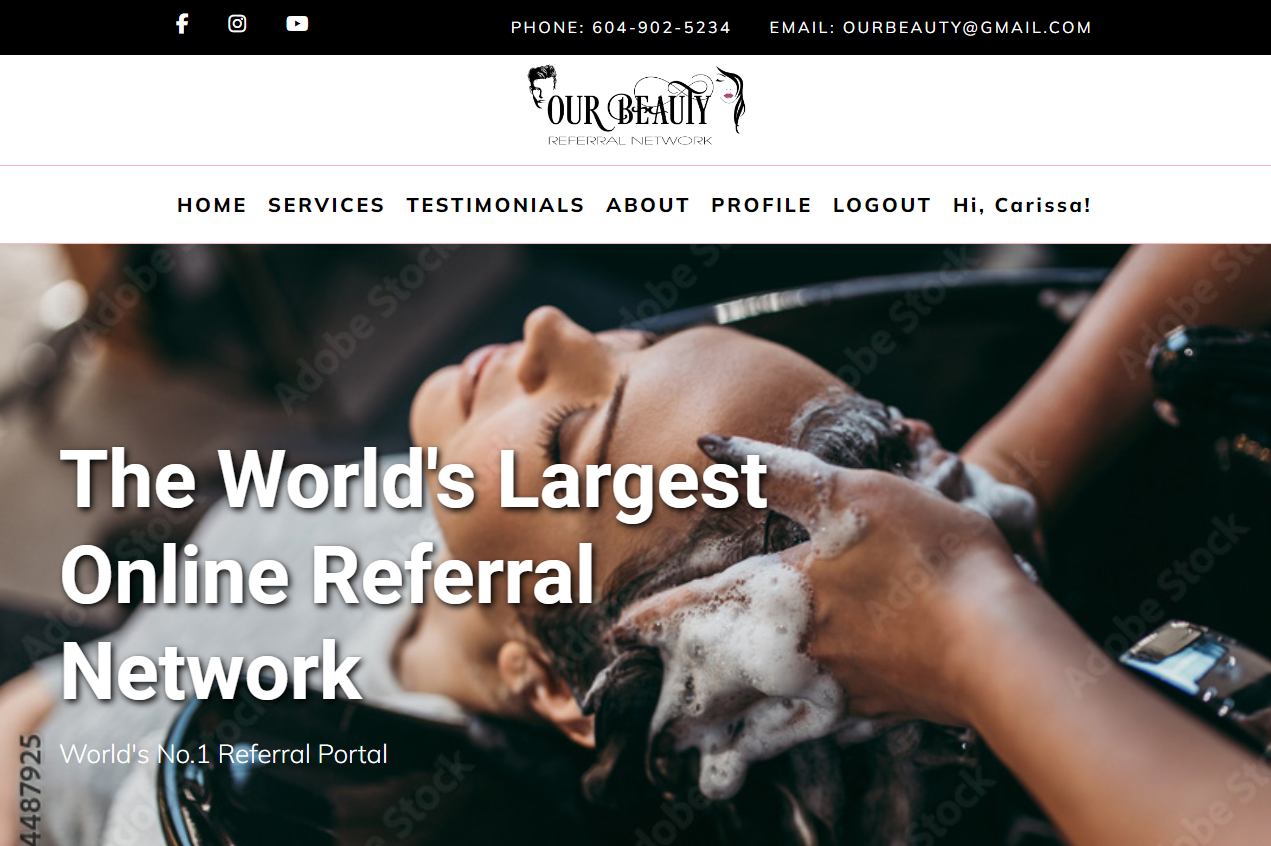 PHONE: 604-902-5234 EMAIL: OURBEAUTY@GMAIL.COM
OUR BEAUTY
REFERRAL NETWORK
HOME SERVICES TESTIMONIALS ABOUT PROFILE LOGOUT Hi, Carissa!
The World's Largest
Online Referral
Network
World's No.1 Referral Portal
Adobe Stock
4487925